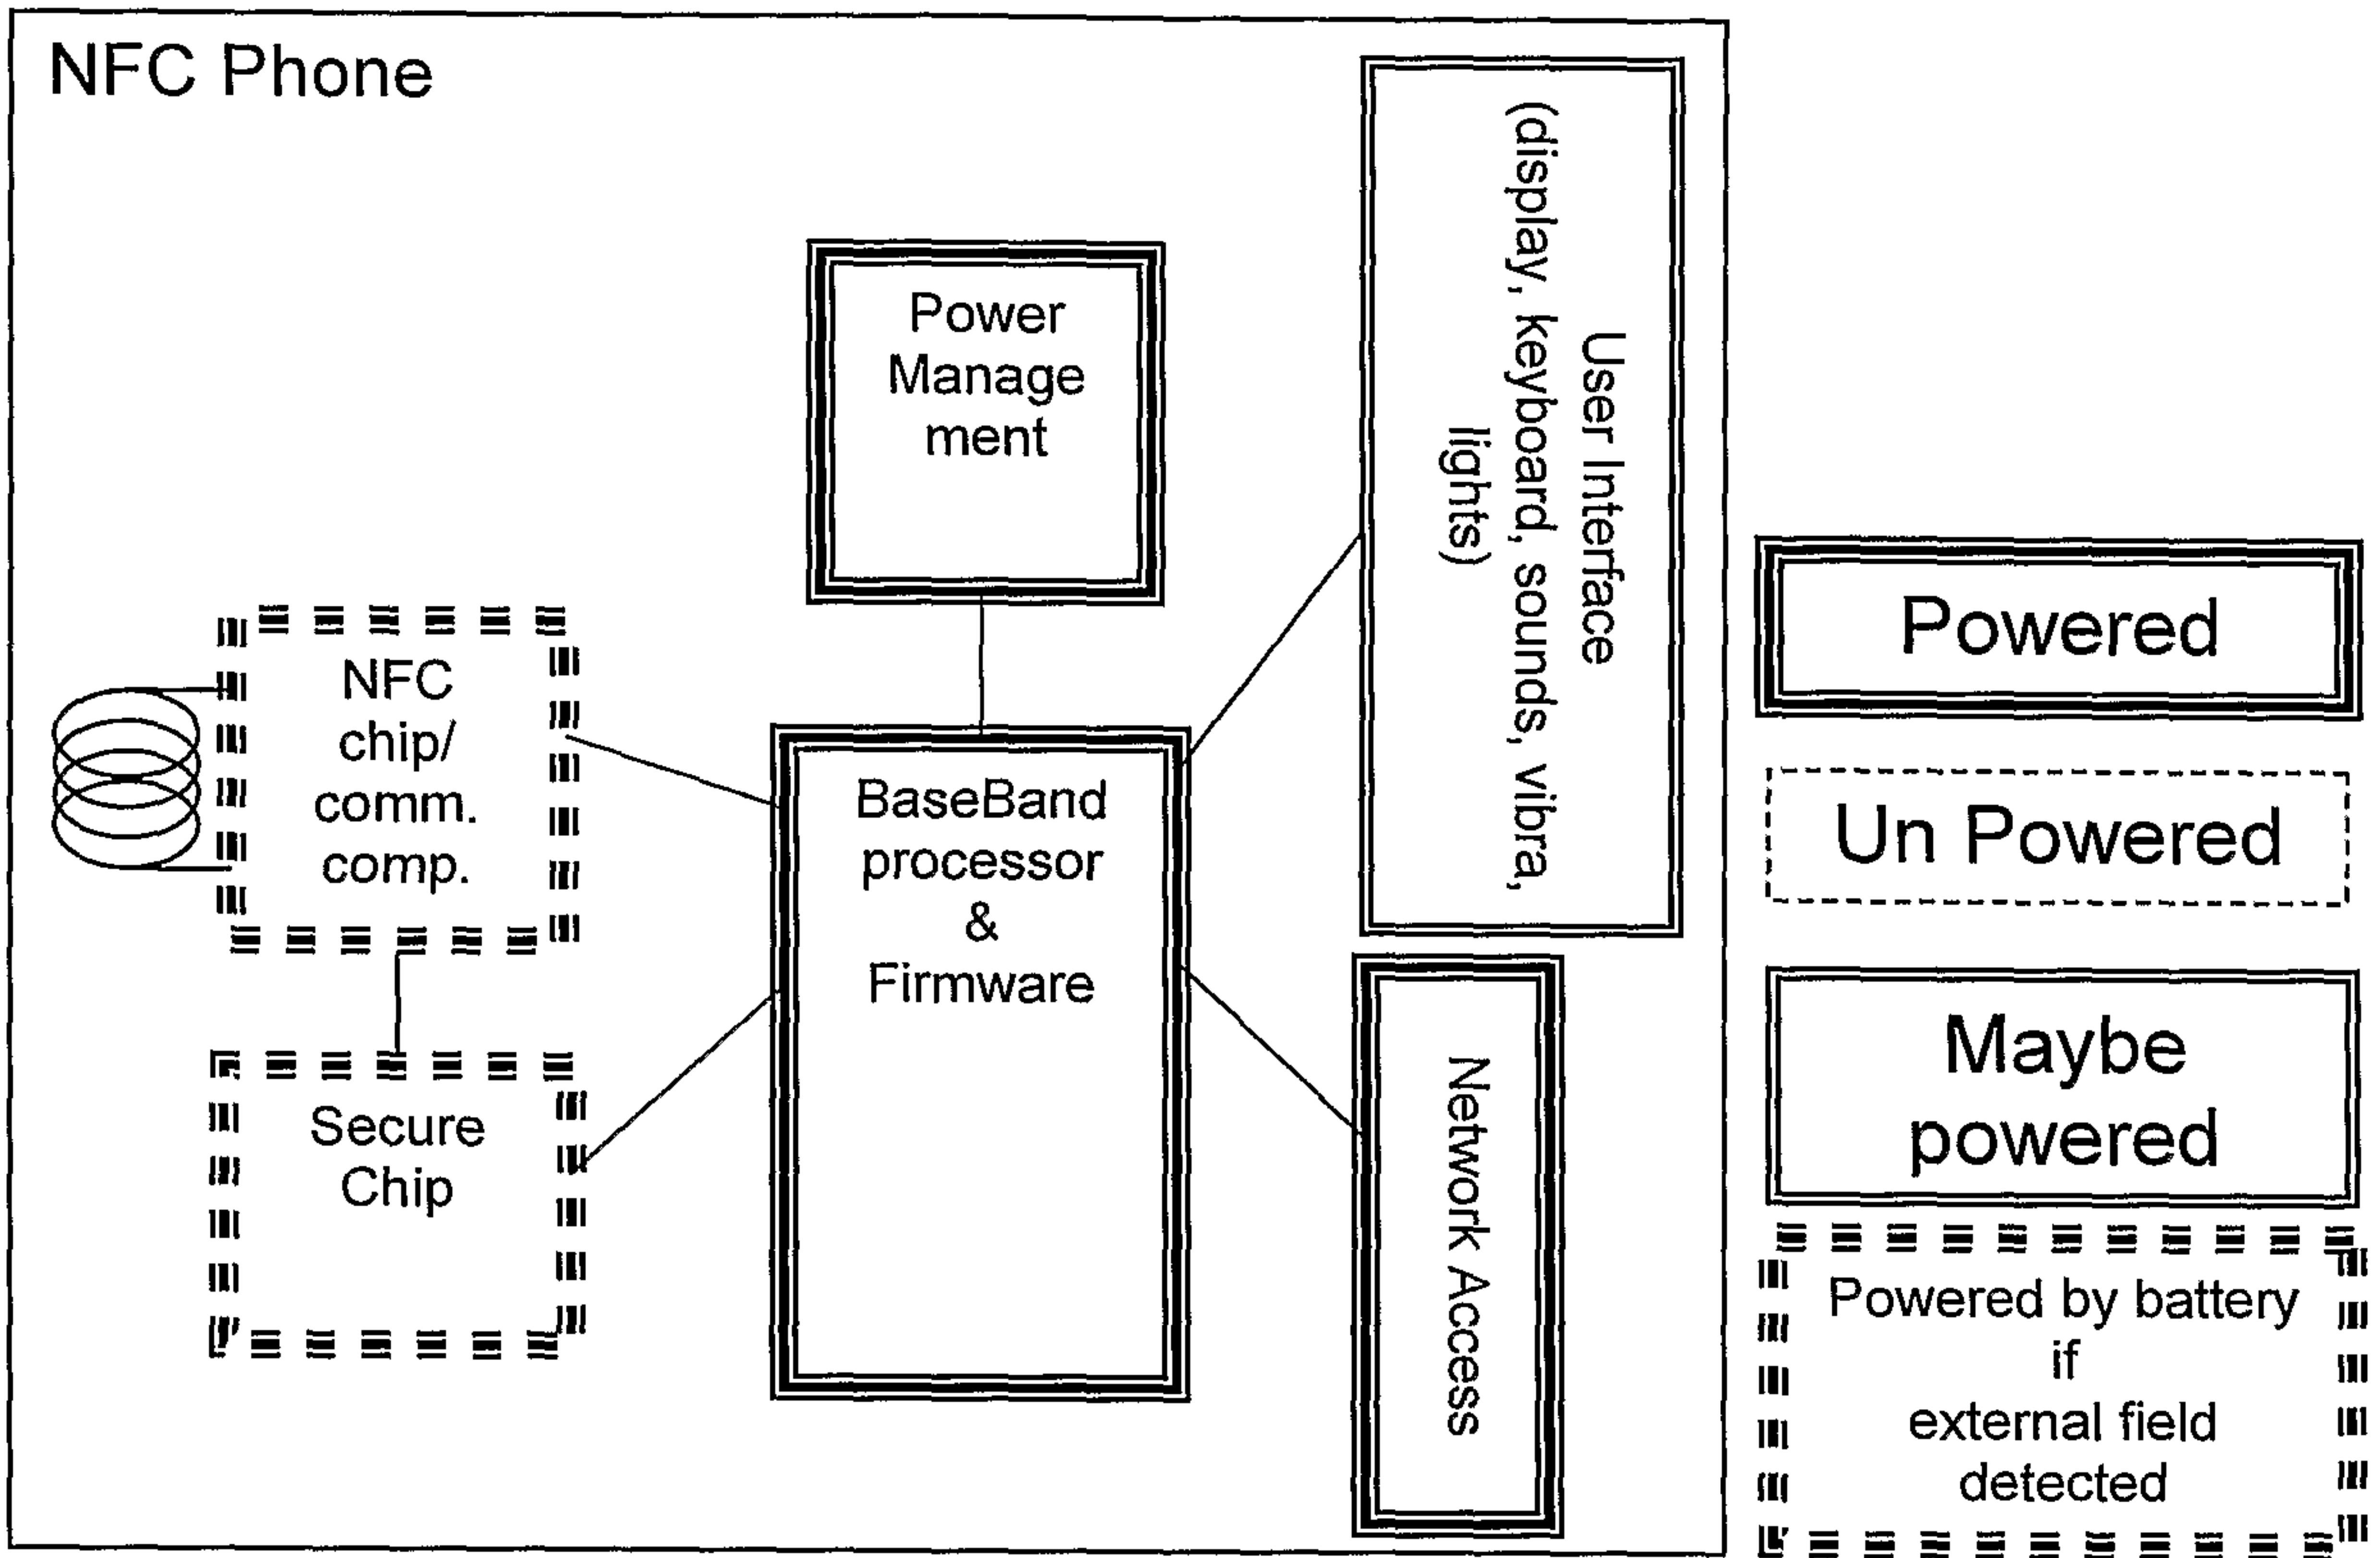 NFC Phone
Power
Manage
ment
User Interface
(display, keyboard, sounds, vibra,
lights)
NFC
chip/
comm.
comp.
BaseBand
processor
&
Firmware
Secure
Chip
Network Access
Powered
Un Powered
Maybe
powered
Powered by battery
if
external field
detected